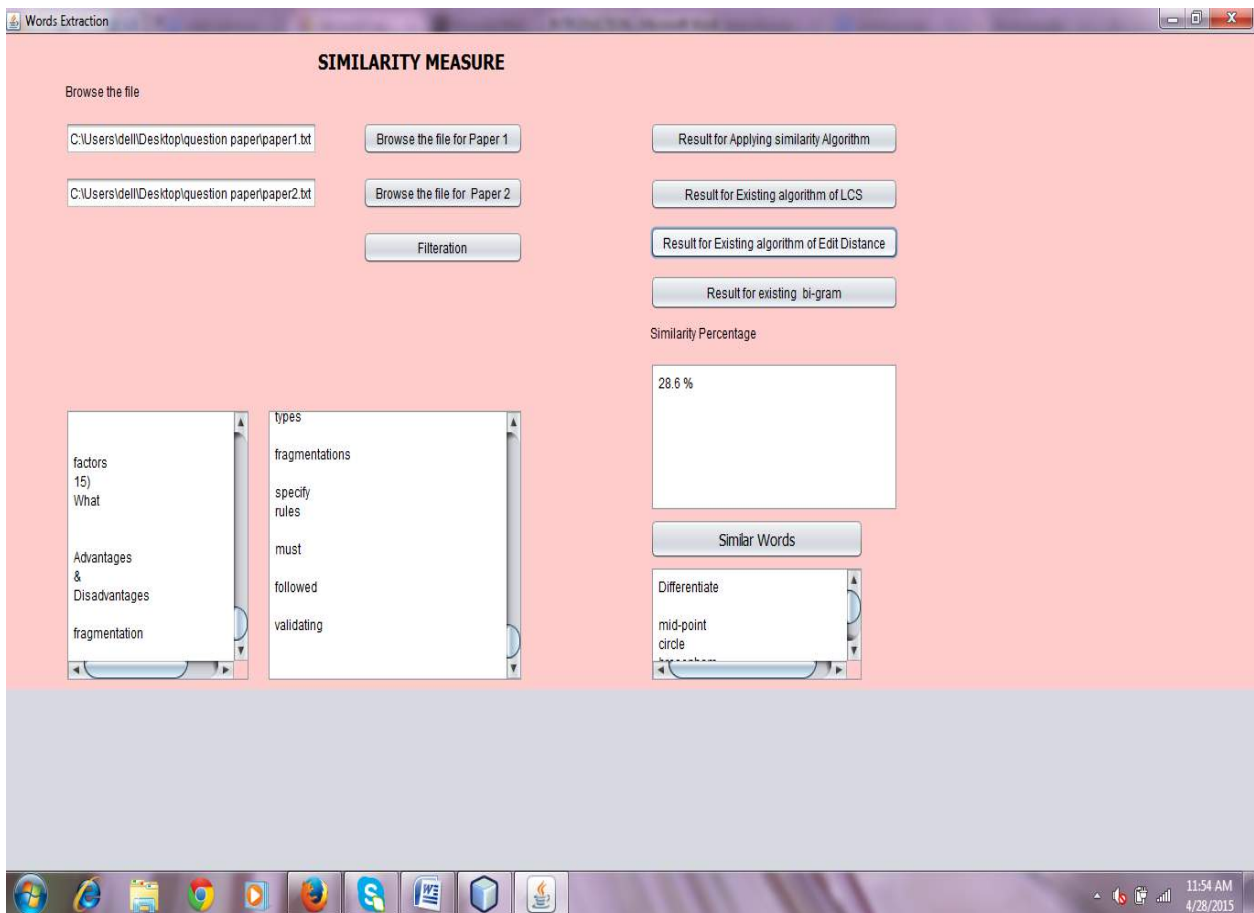 Words Extraction
SIMILARITY MEASURE
Browse the file
C:\Users\dell\Desktop\question paper\paper1.txt
Browse the file for Paper 1
Result for Applying similarity Algorithm
C:\Users\dell\Desktop\question paper\paper2.txt
Browse the file for Paper 2
Result for Existing algorithm of LCS
Filteration
Result for Existing algorithm of Edit Distance
Result for existing bi-gram
Similarity Percentage
28.6 %
factors
15)
What
Advantages
&
Disadvantages
fragmentation
types
fragmentations
specify
rules
must
followed
validating
Similar Words
Differentiate
mid-point
circle
11:54 AM
4/28/2015